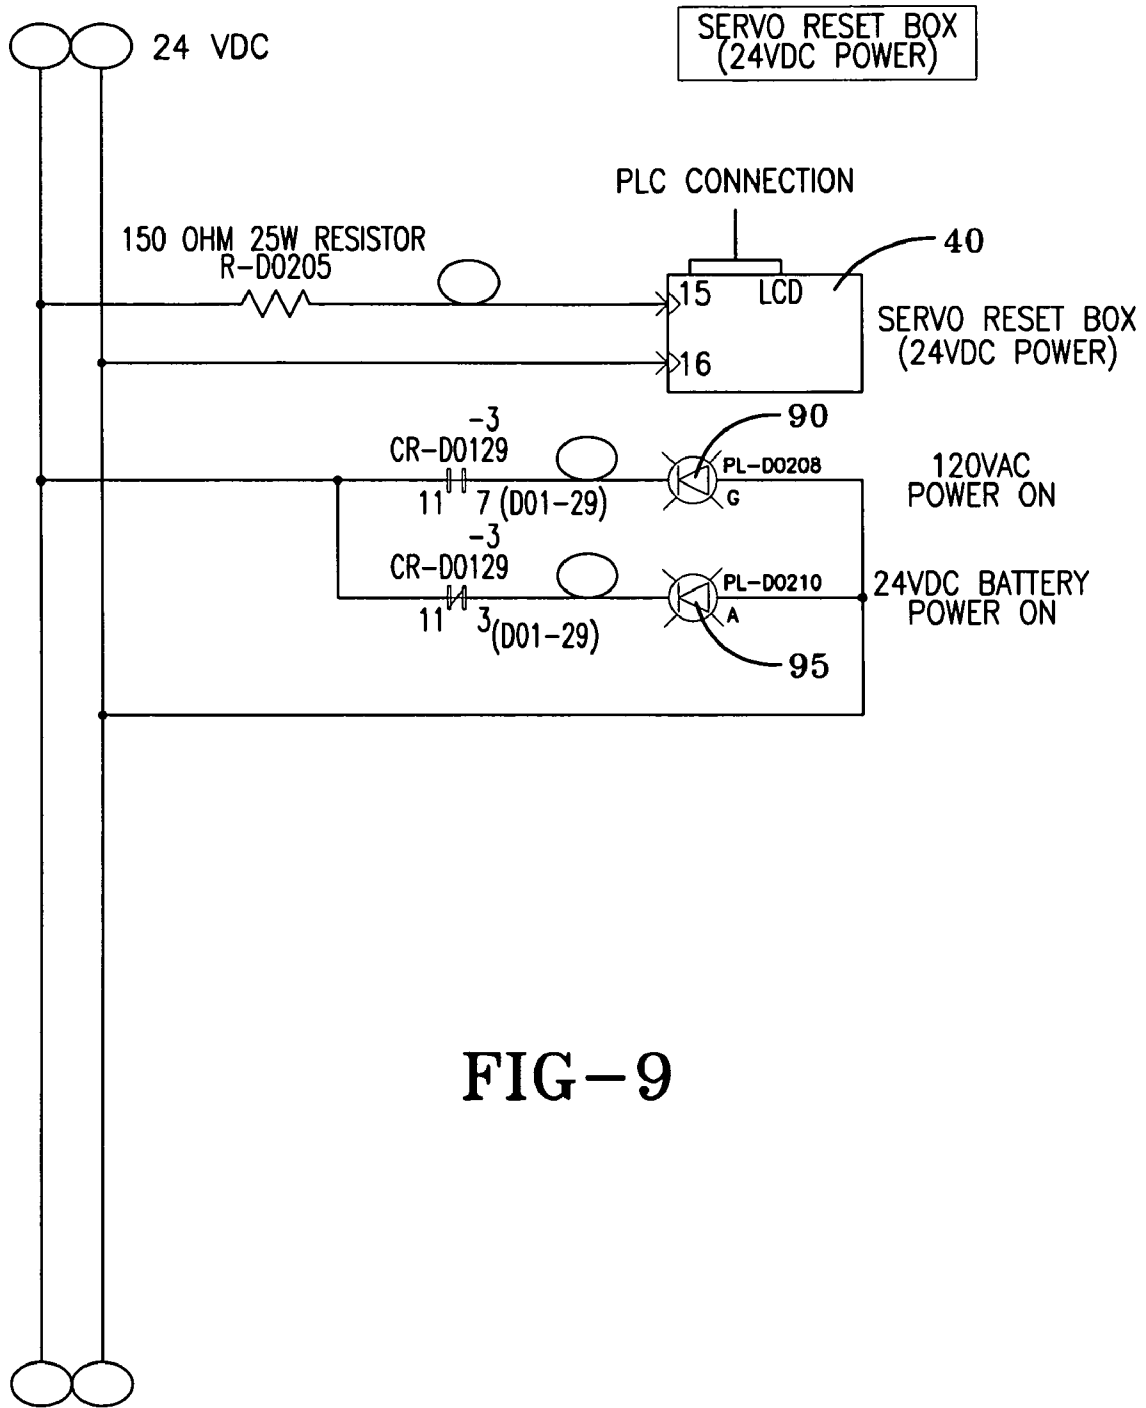 24 VDC
SERVO RESET BOX
(24VDC POWER)
PLC CONNECTION
150 OHM 25W RESISTOR
R-D0205
40
15
LCD
SERVO RESET BOX
(24VDC POWER)
16
-3
CR-D0129
11 7 (D01-29)
90
PL-D0208
G
120VAC
POWER ON
-3
CR-D0129
11 3 (D01-29)
PL-D0210
A
24VDC BATTERY
POWER ON
95
FIG-9